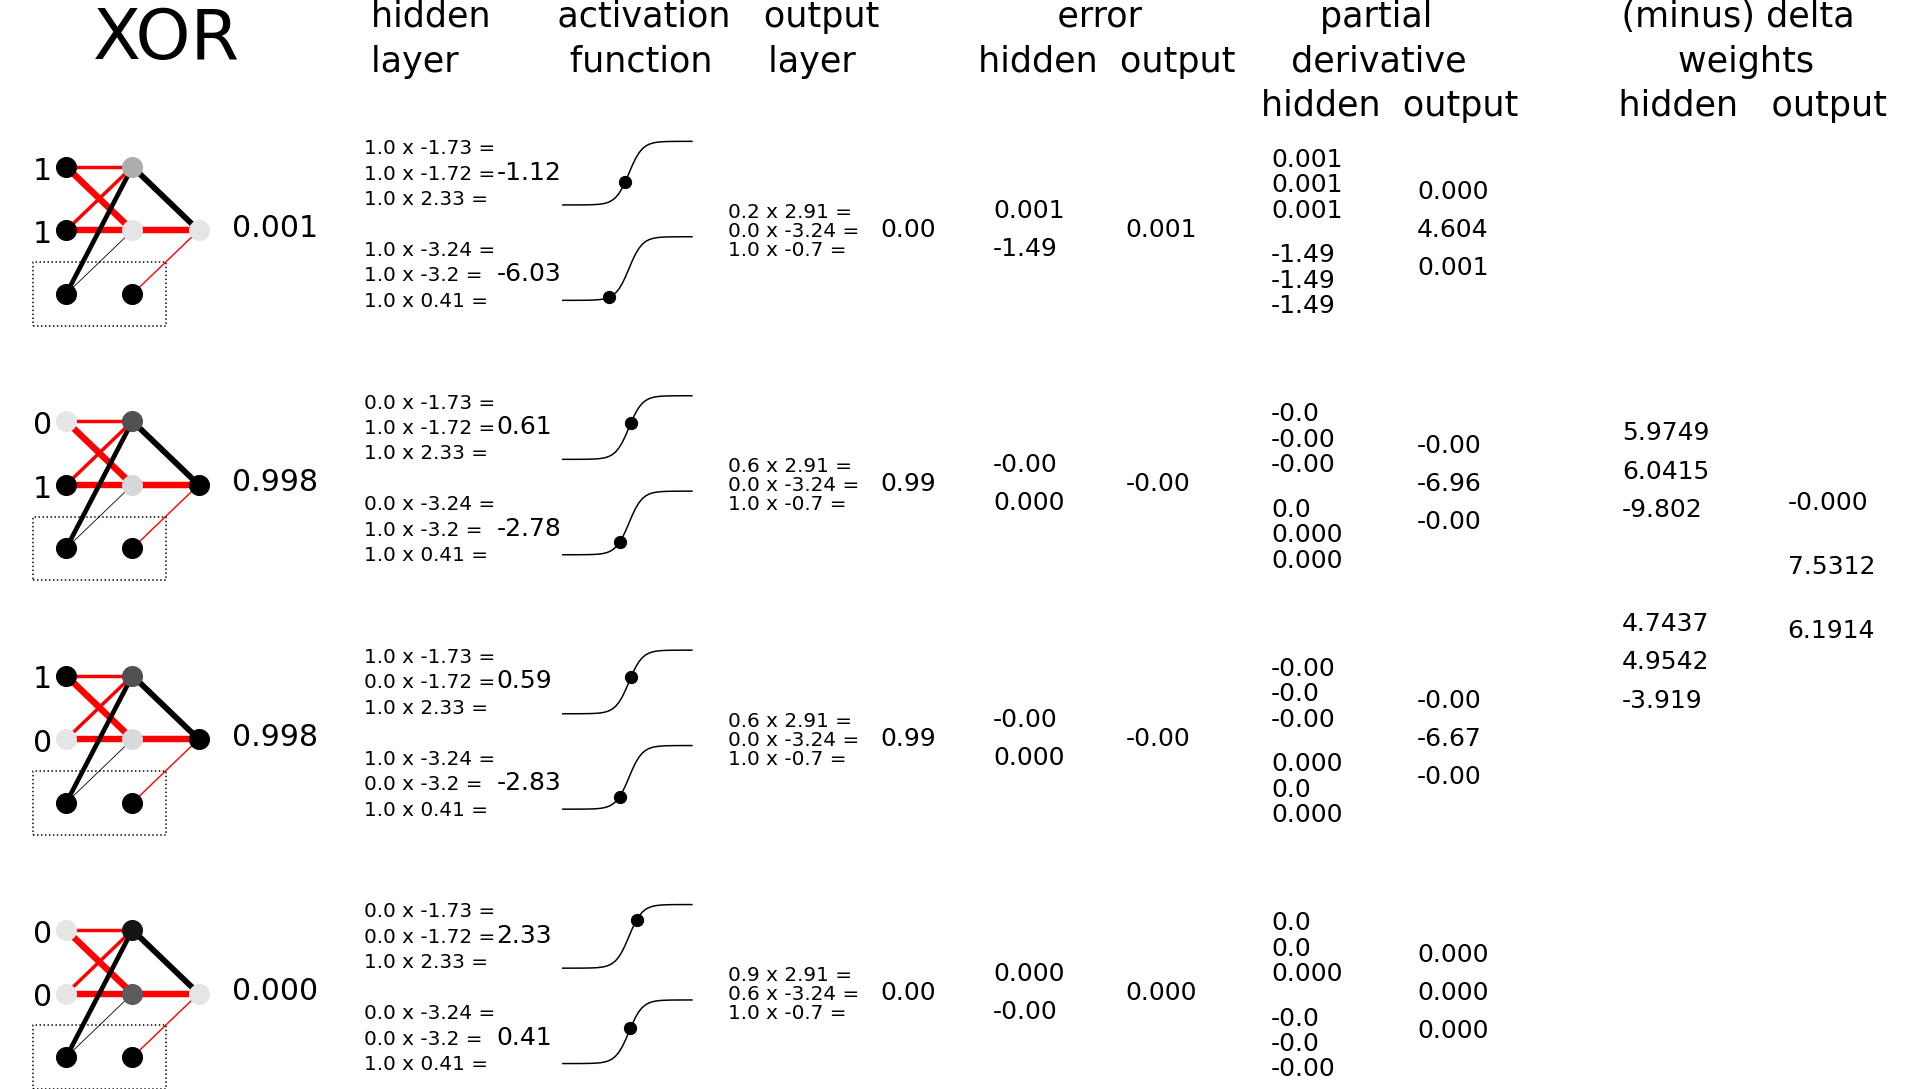 XOR
hidden
layer
activation
function
output
layer
error
hidden output
partial
derivative
hidden output
(minus) delta
weights
hidden output
1
1
0.001
1.0 x -1.73 =
1.0 x -1.72 =
1.0 x 2.33 =
-1.12
1.0 x -3.24 =
1.0 x -3.2 =
1.0 x 0.41 =
-6.03
0.2 x 2.91 =
0.0 x -3.24 =
1.0 x -0.7 =
0.00
0.001
-1.49
0.001
0.001
0.001
0.001
-1.49
-1.49
-1.49
0.000
4.604
0.001
0
1
0.998
0.0 x -1.73 =
1.0 x -1.72 =
1.0 x 2.33 =
0.61
0.0 x -3.24 =
1.0 x -3.2 =
1.0 x 0.41 =
-2.78
0.6 x 2.91 =
0.0 x -3.24 =
1.0 x -0.7 =
0.99
-0.00
0.000
-0.00
-0.0
-0.00
-0.00
0.0
0.000
0.000
-0.00
-6.96
-0.00
5.9749
6.0415
-9.802
4.7437
4.9542
-3.919
-0.000
7.5312
6.1914
1
0
0.998
1.0 x -1.73 =
0.0 x -1.72 =
1.0 x 2.33 =
0.59
1.0 x -3.24 =
0.0 x -3.2 =
1.0 x 0.41 =
-2.83
0.6 x 2.91 =
0.0 x -3.24 =
1.0 x -0.7 =
0.99
-0.00
0.000
-0.00
-0.00
-0.0
-0.00
0.000
0.0
0.000
-0.00
-6.67
-0.00
0
0
0.000
0.0 x -1.73 =
0.0 x -1.72 =
1.0 x 2.33 =
2.33
0.0 x -3.24 =
0.0 x -3.2 =
1.0 x 0.41 =
0.41
0.9 x 2.91 =
0.6 x -3.24 =
1.0 x -0.7 =
0.00
0.000
-0.00
0.000
0.0
0.0
0.000
-0.0
-0.0
-0.00
0.000
0.000
0.000